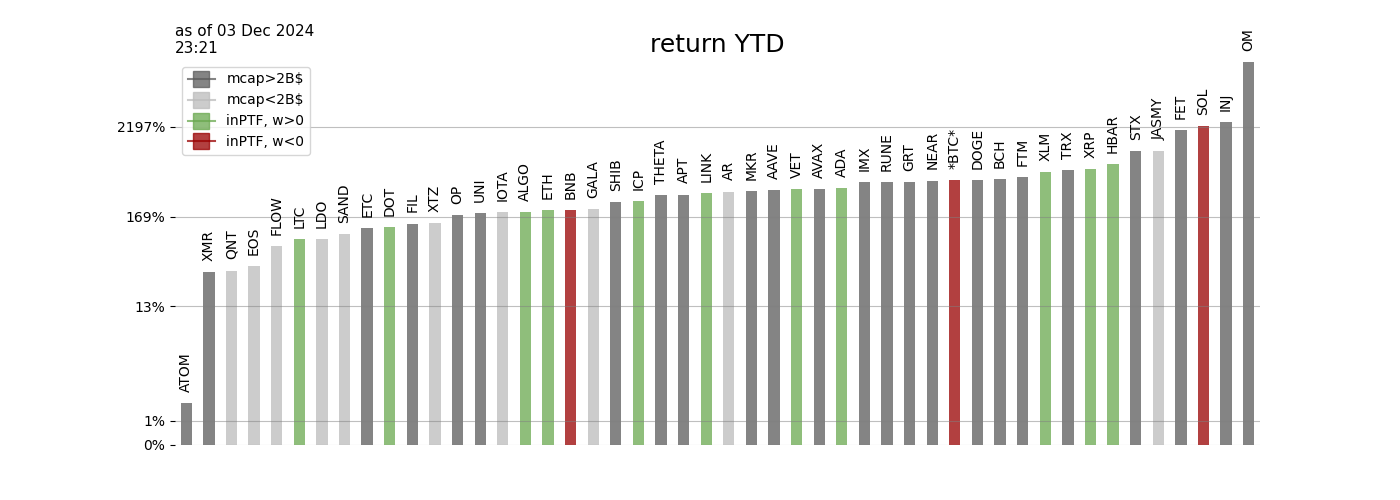 as of 03 Dec 2024
23:21
return YTD
mcap>2B$
mcap<2B$
inPTF, w>0
inPTF, w<0
2197%
169%
13%
1%
0%
ATOM
XMR
QNT
EOS
FLOW
LTC
LDO
SAND
ETC
DOT
FIL
XTZ
OP
UNI
IOTA
ALGO
ETH
BNB
GALA
SHIB
ICP
THETA
APT
LINK
AR
MKR
AAVE
VET
AVAX
ADA
IMX
RUNE
GRT
NEAR
*BTC*
DOGE
BCH
FTM
XLM
TRX
XRP
HBAR
STX
JASMY
FET
SOL
INJ
OM